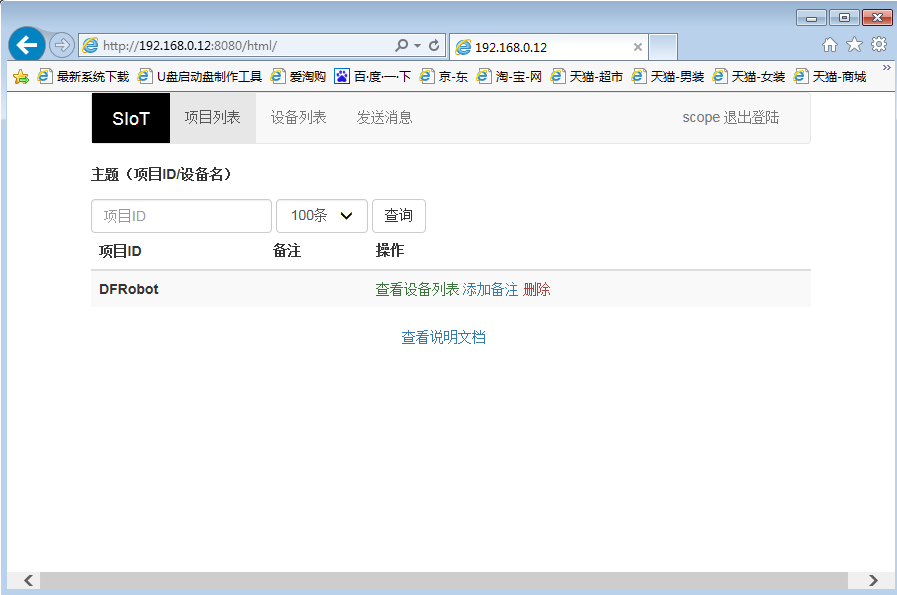 http://192.168.0.12:8080/html/
192.168.0.12
最新系统下载 U盘启动盘制作工具 爱淘购 百·度·一·下 京-东 淘-宝-网 天猫-超市 天猫-男装 天猫-女装 天猫-商城 »
SIoT 项目列表 设备列表 发送消息 scope 退出登陆
主题（项目ID/设备名）
项目ID 100条 查询
项目ID 备注 操作
DFRobot 查看设备列表 添加备注 删除
查看说明文档